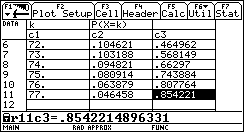 F1 F2 F3 F4 F5 F6 F7
Plot Setup Cell Header Calc Util Stat
DATA k P(X=k)
c1 c2 c3
6 72. .104621 .464962
7 73. .103188 .568149
8 74. .094821 .66297
9 75. .080914 .743884
10 76. .063879 .807764
11 77. .046458 .854221
r11c3=.8542214896331
MAIN RAD APPROX FUNC